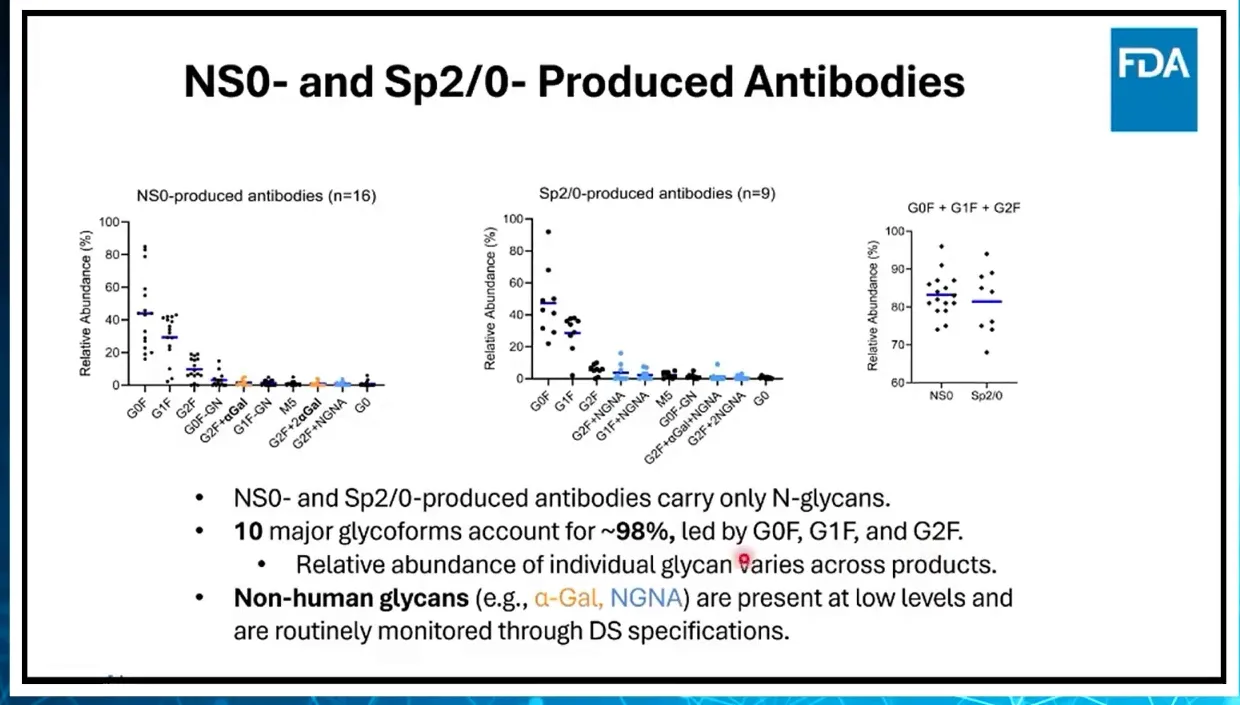 NS0- and Sp2/0- Produced Antibodies
FDA
NS0-produced antibodies (n=16)
Relative Abundance (%)
100
80
60
40
20
0
G0F
G1F
G2F
G0F-GN
G2F+αGal
G1F-GN
M5
G2F+2αGal
G2F+NGNA
G0
Sp2/0-produced antibodies (n=9)
Relative Abundance (%)
100
80
60
40
20
0
G0F
G1F
G2F
G2F+NGNA
G1F+NGNA
M5
G0F-GN
G2F+αGal+NGNA
G2F+2NGNA
G0
G0F + G1F + G2F
Relative Abundance (%)
100
90
80
70
60
NS0
Sp2/0
• NS0- and Sp2/0-produced antibodies carry only N-glycans.
• 10 major glycoforms account for ~98%, led by G0F, G1F, and G2F.
• Relative abundance of individual glycan varies across products.
• Non-human glycans (e.g., α-Gal, NGNA) are present at low levels and
are routinely monitored through DS specifications.